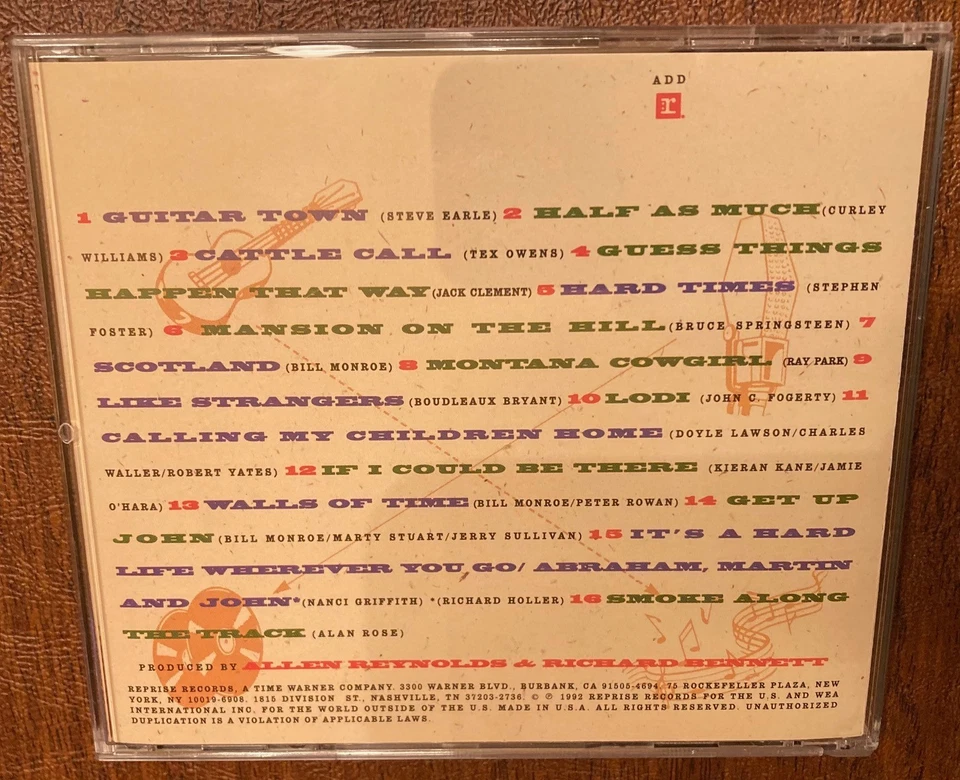 ADD
r
1 GUITAR TOWN (STEVE EARLE) 2 HALF AS MUCH (CURLEY
WILLIAMS) 3 CATTLE CALL (TEX OWENS) 4 GUESS THINGS
HAPPEN THAT WAY (JACK CLEMENT) 5 HARD TIMES (STEPHEN
FOSTER) 6 MANSION ON THE HILL (BRUCE SPRINGSTEEN) 7
SCOTLAND (BILL MONROE) 8 MONTANA COWGIRL (RAY PARK) 9
LIKE STRANGERS (BOUDLEAUX BRYANT) 10 LODI (JOHN C. FOGERTY) 11
CALLING MY CHILDREN HOME (DOYLE LAWSON/CHARLES
WALLER/ROBERT YATES) 12 IF I COULD BE THERE (KIERAN KANE/JAMIE
O'HARA) 13 WALLS OF TIME (BILL MONROE/PETER ROWAN) 14 GET UP
JOHN (BILL MONROE/MARTY STUART/JERRY SULLIVAN) 15 IT'S A HARD
LIFE WHEREVER YOU GO/ ABRAHAM, MARTIN
AND JOHN* (NANCI GRIFFITH) *(RICHARD HOLLER) 16 SMOKE ALONG
THE TRACK (ALAN ROSE)
PRODUCED BY ALLEN REYNOLDS & RICHARD BENNETT
REPRISE RECORDS, A TIME WARNER COMPANY. 3300 WARNER BLVD., BURBANK, CA 91505-4694, 75 ROCKEFELLER PLAZA, NEW
YORK, NY 10019-6908. 1815 DIVISION ST., NASHVILLE, TN 37203-2736. © ℗ 1992 REPRISE RECORDS FOR THE U.S. AND WEA
INTERNATIONAL INC. FOR THE WORLD OUTSIDE OF THE U.S. MADE IN U.S.A. ALL RIGHTS RESERVED. UNAUTHORIZED
DUPLICATION IS A VIOLATION OF APPLICABLE LAWS.